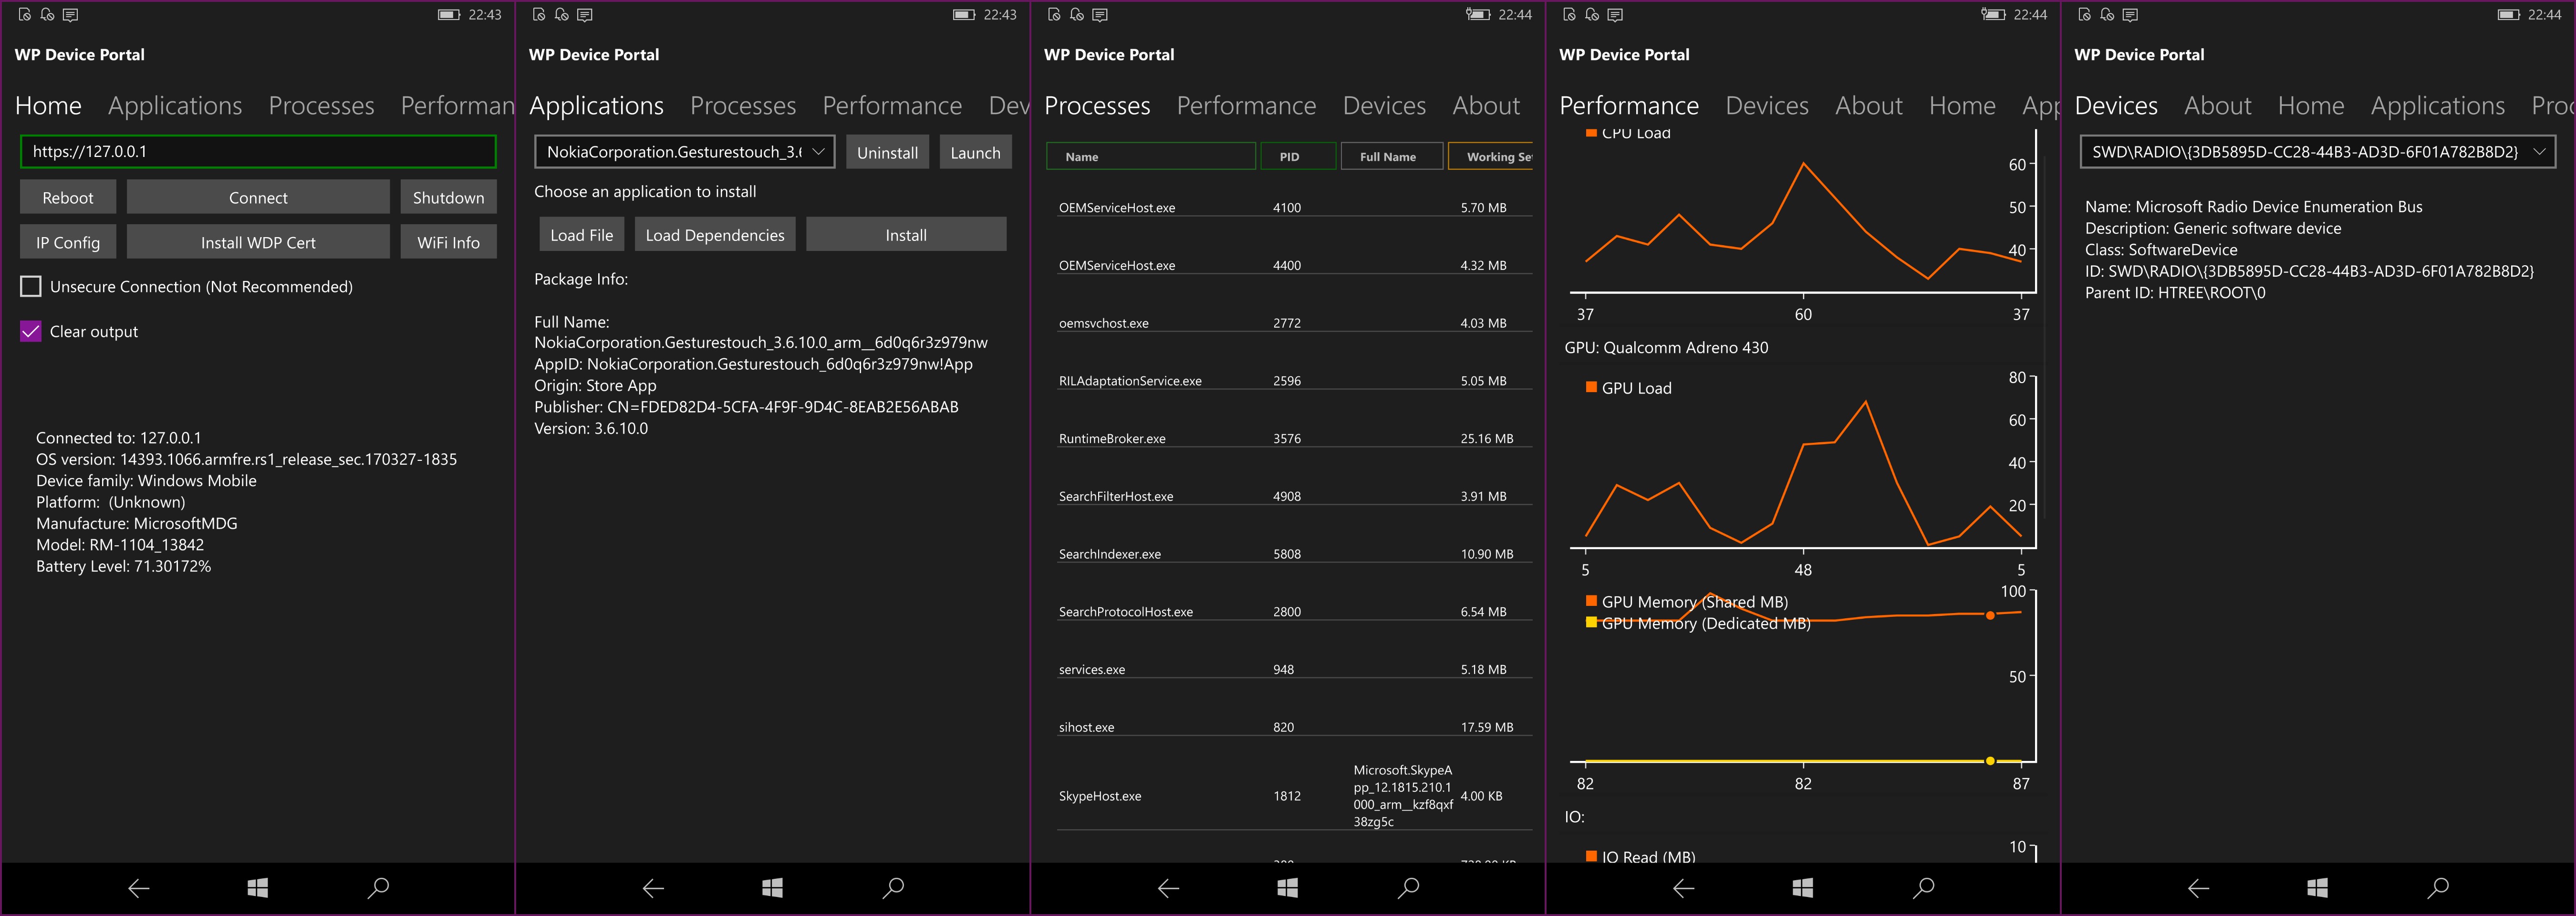 22:43
WP Device Portal
Home Applications Processes Performan
https://127.0.0.1
Reboot Connect Shutdown
IP Config Install WDP Cert WiFi Info
Unsecure Connection (Not Recommended)
Clear output
Connected to: 127.0.0.1
OS version: 14393.1066.armfre.rs1_release_sec.170327-1835
Device family: Windows Mobile
Platform: (Unknown)
Manufacture: MicrosoftMDG
Model: RM-1104_13842
Battery Level: 71.30172%
22:43
WP Device Portal
Applications Processes Performance Dev
NokiaCorporation.Gesturestouch_3.6 Uninstall Launch
Choose an application to install
Load File Load Dependencies Install
Package Info:
Full Name:
NokiaCorporation.Gesturestouch_3.6.10.0_arm__6d0q6r3z979nw
AppID: NokiaCorporation.Gesturestouch_6d0q6r3z979nw!App
Origin: Store App
Publisher: CN=FDED82D4-5CFA-4F9F-9D4C-8EAB2E56ABAB
Version: 3.6.10.0
22:44
WP Device Portal
Processes Performance Devices About
Name PID Full Name Working Se
OEMServiceHost.exe 4100 5.70 MB
OEMServiceHost.exe 4400 4.32 MB
oemsvchost.exe 2772 4.03 MB
RILAdaptationService.exe 2596 5.05 MB
RuntimeBroker.exe 3576 25.16 MB
SearchFilterHost.exe 4908 3.91 MB
SearchIndexer.exe 5808 10.90 MB
SearchProtocolHost.exe 2800 6.54 MB
services.exe 948 5.18 MB
sihost.exe 820 17.59 MB
Microsoft.SkypeA
pp_12.1815.210.1
SkypeHost.exe 1812 000_arm__kzf8qxf 4.00 KB
38zg5c
22:44
WP Device Portal
Performance Devices About Home App
CPU Load
60
50
40
37 60 37
GPU: Qualcomm Adreno 430
GPU Load
80
60
40
20
5 48 5
100
GPU Memory (Shared MB)
GPU Memory (Dedicated MB)
50
82 82 87
IO:
10
IO Read (MB)
22:44
WP Device Portal
Devices About Home Applications Proc
SWD\RADIO\{3DB5895D-CC28-44B3-AD3D-6F01A782B8D2}
Name: Microsoft Radio Device Enumeration Bus
Description: Generic software device
Class: SoftwareDevice
ID: SWD\RADIO\{3DB5895D-CC28-44B3-AD3D-6F01A782B8D2}
Parent ID: HTREE\ROOT\0